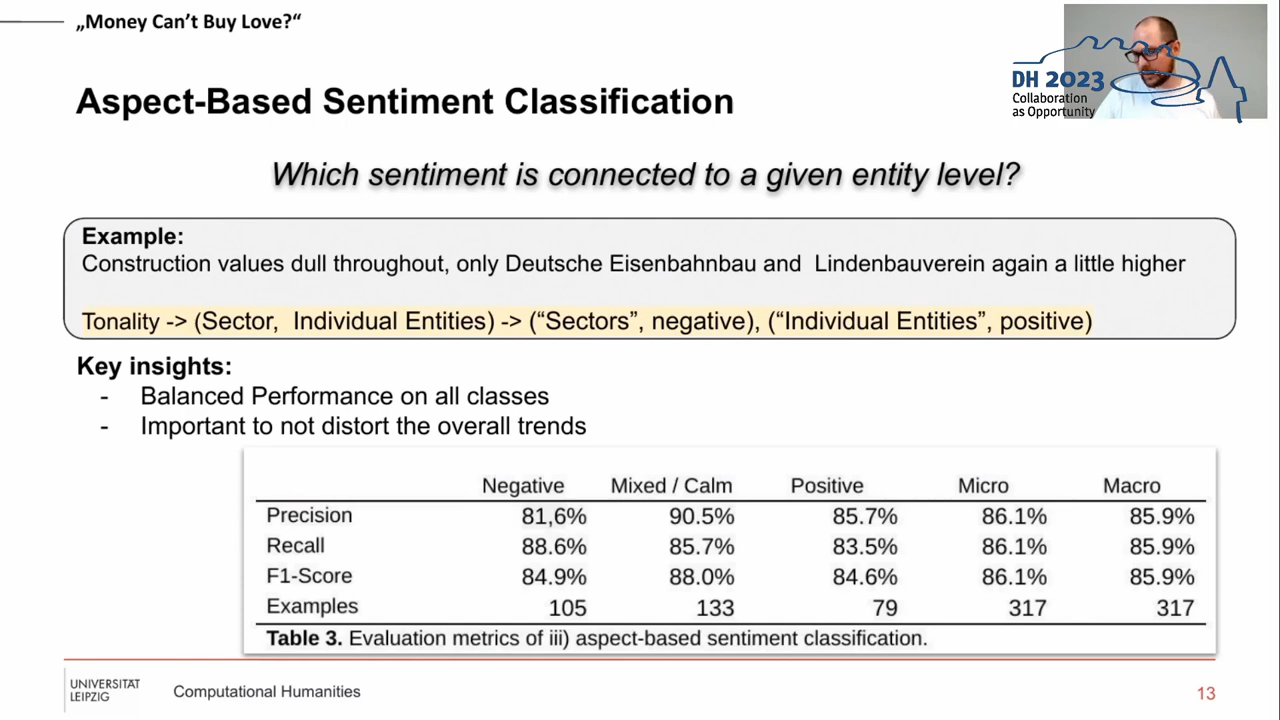 „Money Can’t Buy Love?“
DH 2023
Collaboration
as Opportunity
Aspect-Based Sentiment Classification
Which sentiment is connected to a given entity level?
Example:
Construction values dull throughout, only Deutsche Eisenbahnbau and Lindenbauverein again a little higher
Tonality -> (Sector, Individual Entities) -> (“Sectors”, negative), (“Individual Entities”, positive)
Key insights:
- Balanced Performance on all classes
- Important to not distort the overall trends
Negative Mixed / Calm Positive Micro Macro
Precision 81,6% 90.5% 85.7% 86.1% 85.9%
Recall 88.6% 85.7% 83.5% 86.1% 85.9%
F1-Score 84.9% 88.0% 84.6% 86.1% 85.9%
Examples 105 133 79 317 317
Table 3. Evaluation metrics of iii) aspect-based sentiment classification.
UNIVERSITÄT
LEIPZIG
Computational Humanities
13